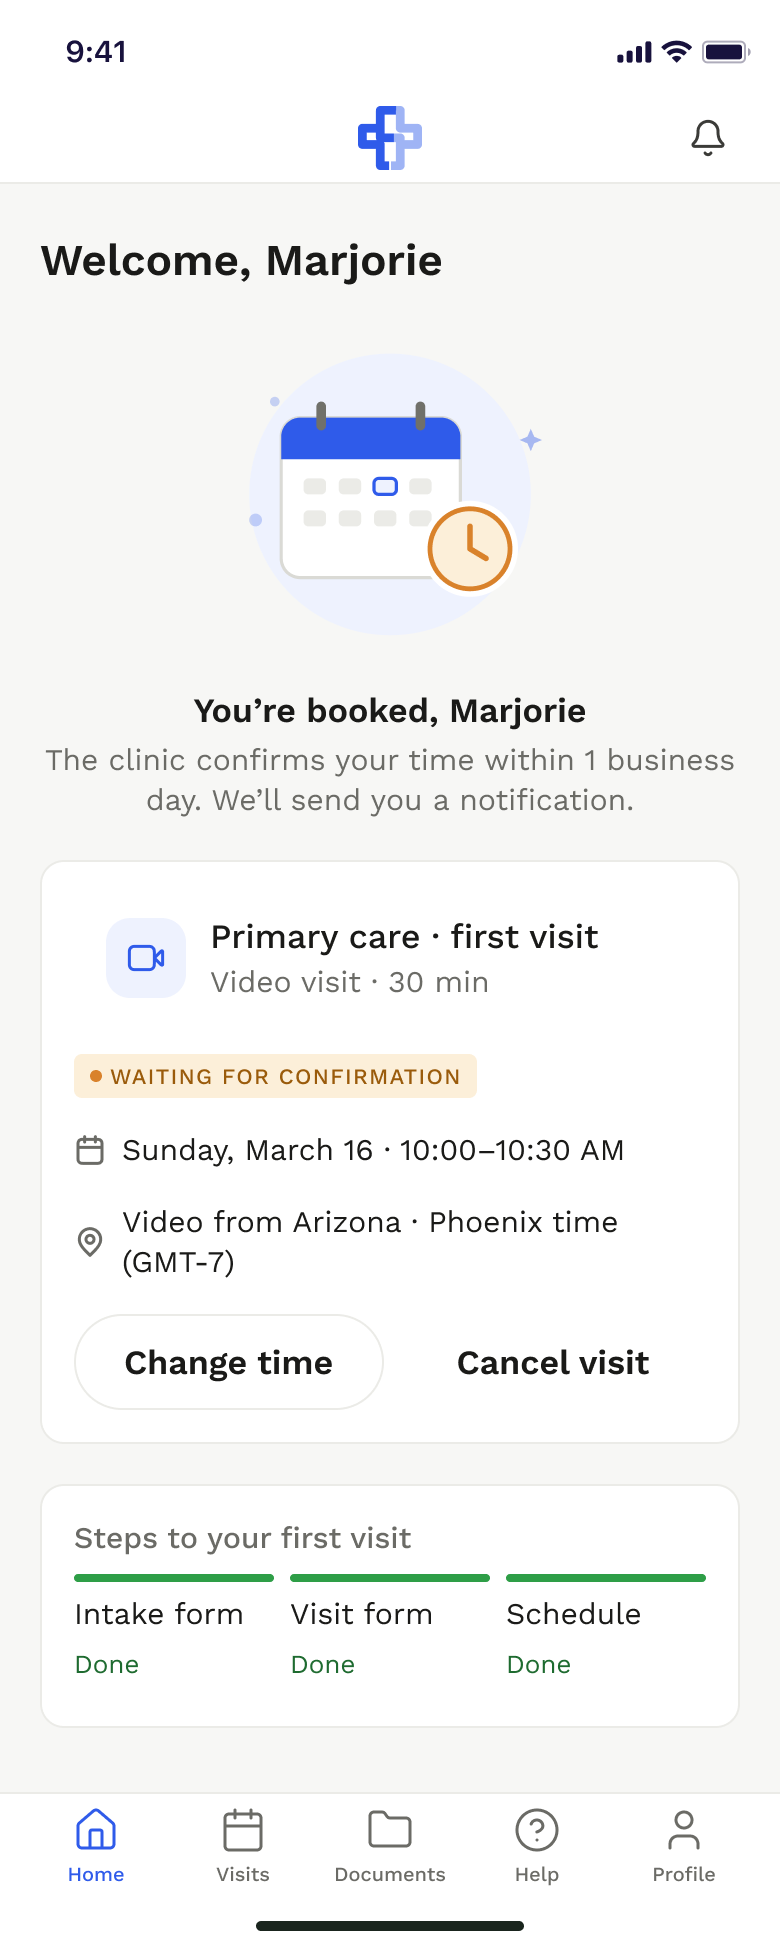 9:41
Welcome, Marjorie
You’re booked, Marjorie
The clinic confirms your time within 1 business
day. We’ll send you a notification.
Primary care · first visit
Video visit · 30 min
WAITING FOR CONFIRMATION
Sunday, March 16 · 10:00–10:30 AM
Video from Arizona · Phoenix time
(GMT-7)
Change time
Cancel visit
Steps to your first visit
Intake form
Visit form
Schedule
Done
Done
Done
Home
Visits
Documents
Help
Profile